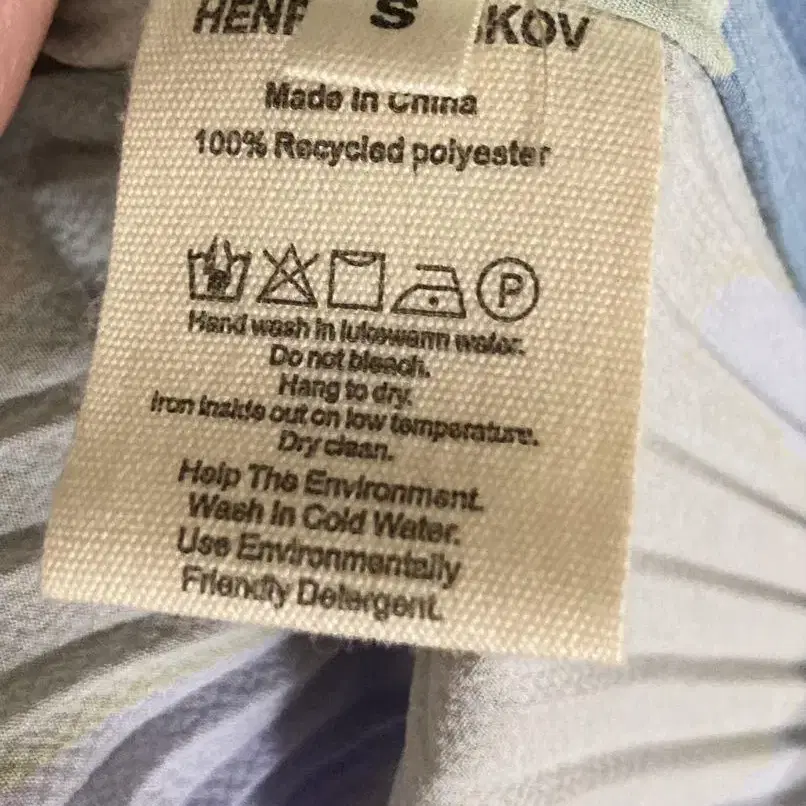 S
HENR KOV
Made in China
100% Recycled polyester
P
Hand wash in lukewarm water.
Do not bleach.
Hang to dry.
Iron inside out on low temperature.
Dry clean.
Help The Environment.
Wash In Cold Water.
Use Environmentally
Friendly Detergent.